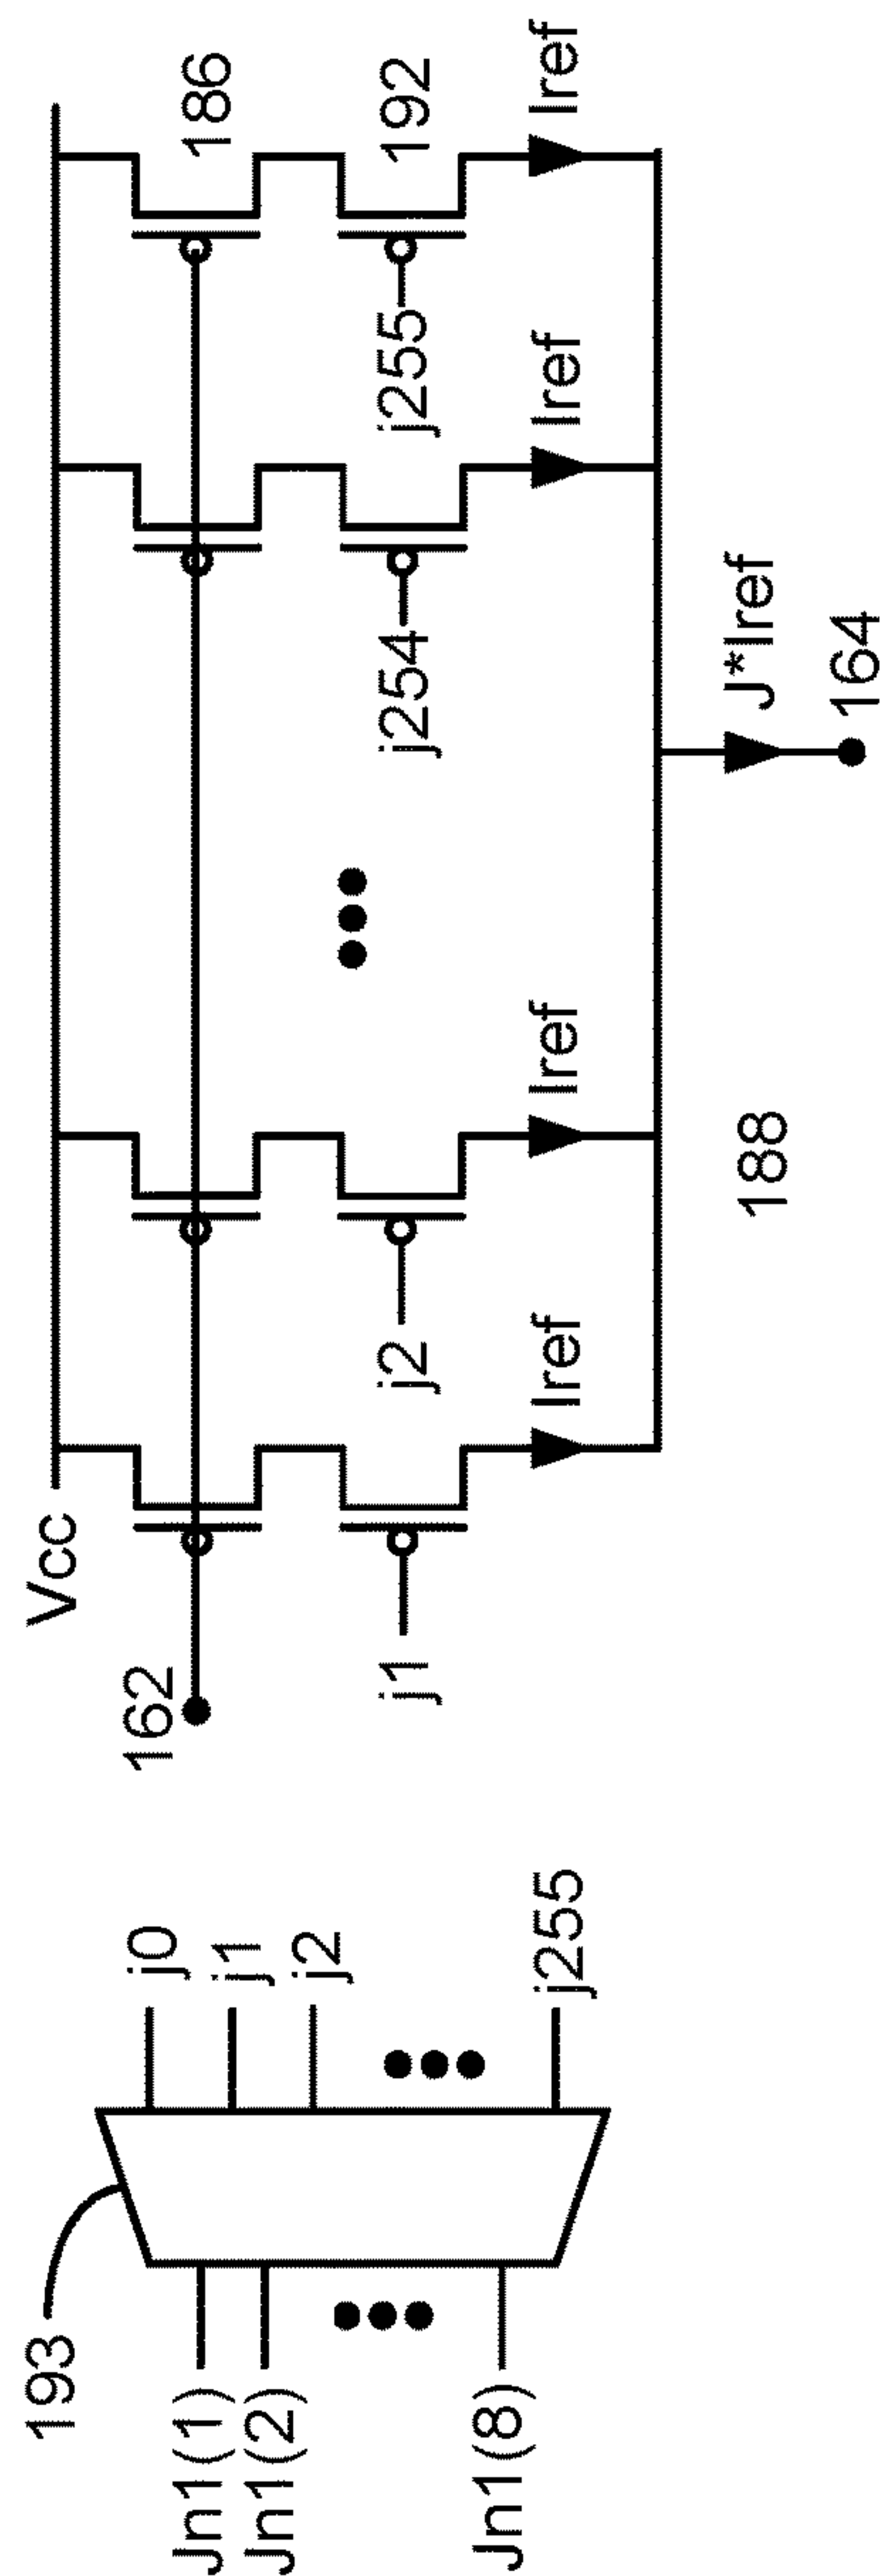 193
Jn1(1)
Jn1(2)
Jn1(8)
j0
j1
j2
j255
Vcc
162
186
j1
j2
j254
j255
192
Iref
Iref
Iref
Iref
188
J*Iref
164